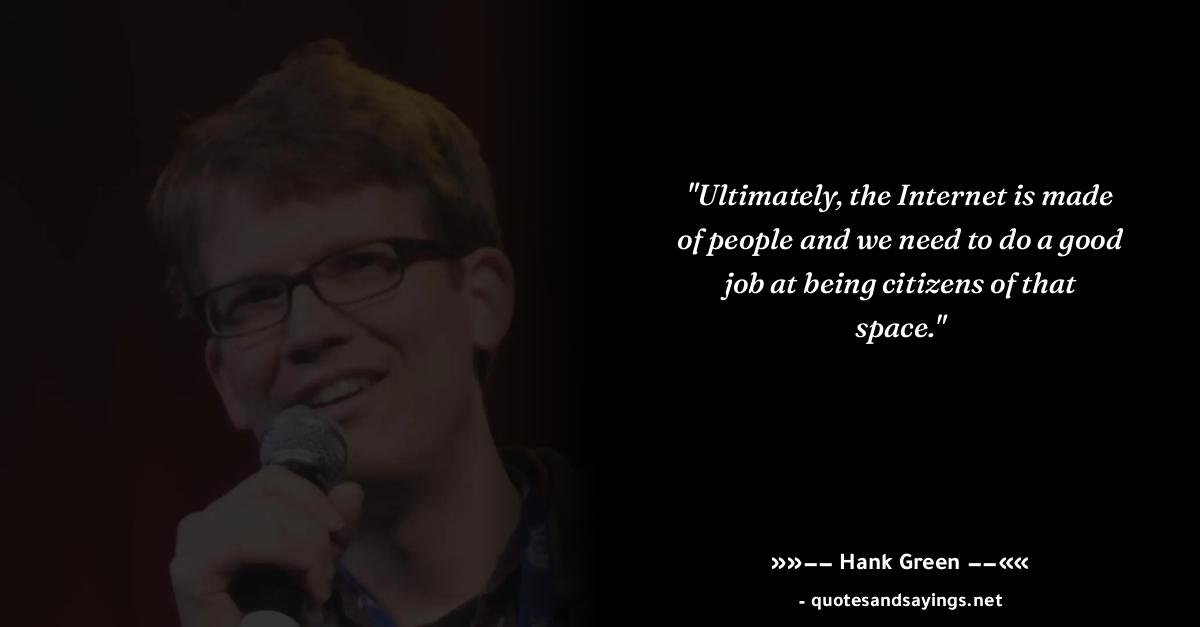 "Ultimately, the Internet is made
of people and we need to do a good
job at being citizens of that
space."
»»–– Hank Green ––««
- quotesandsayings.net